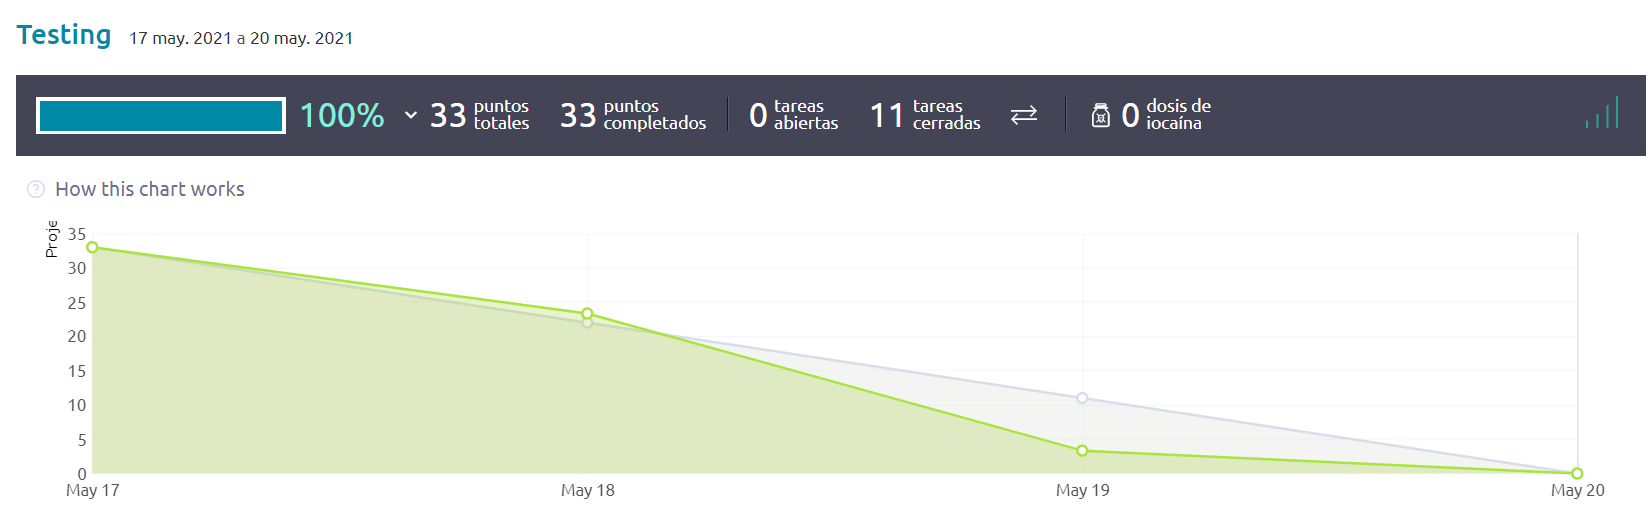 Testing 17 may. 2021 a 20 may. 2021
100% 33 puntos totales 33 puntos completados 0 tareas abiertas 11 tareas cerradas 0 dosis de iocaína
How this chart works
Proje
35
30
25
20
15
10
5
0
May 17 May 18 May 19 May 20